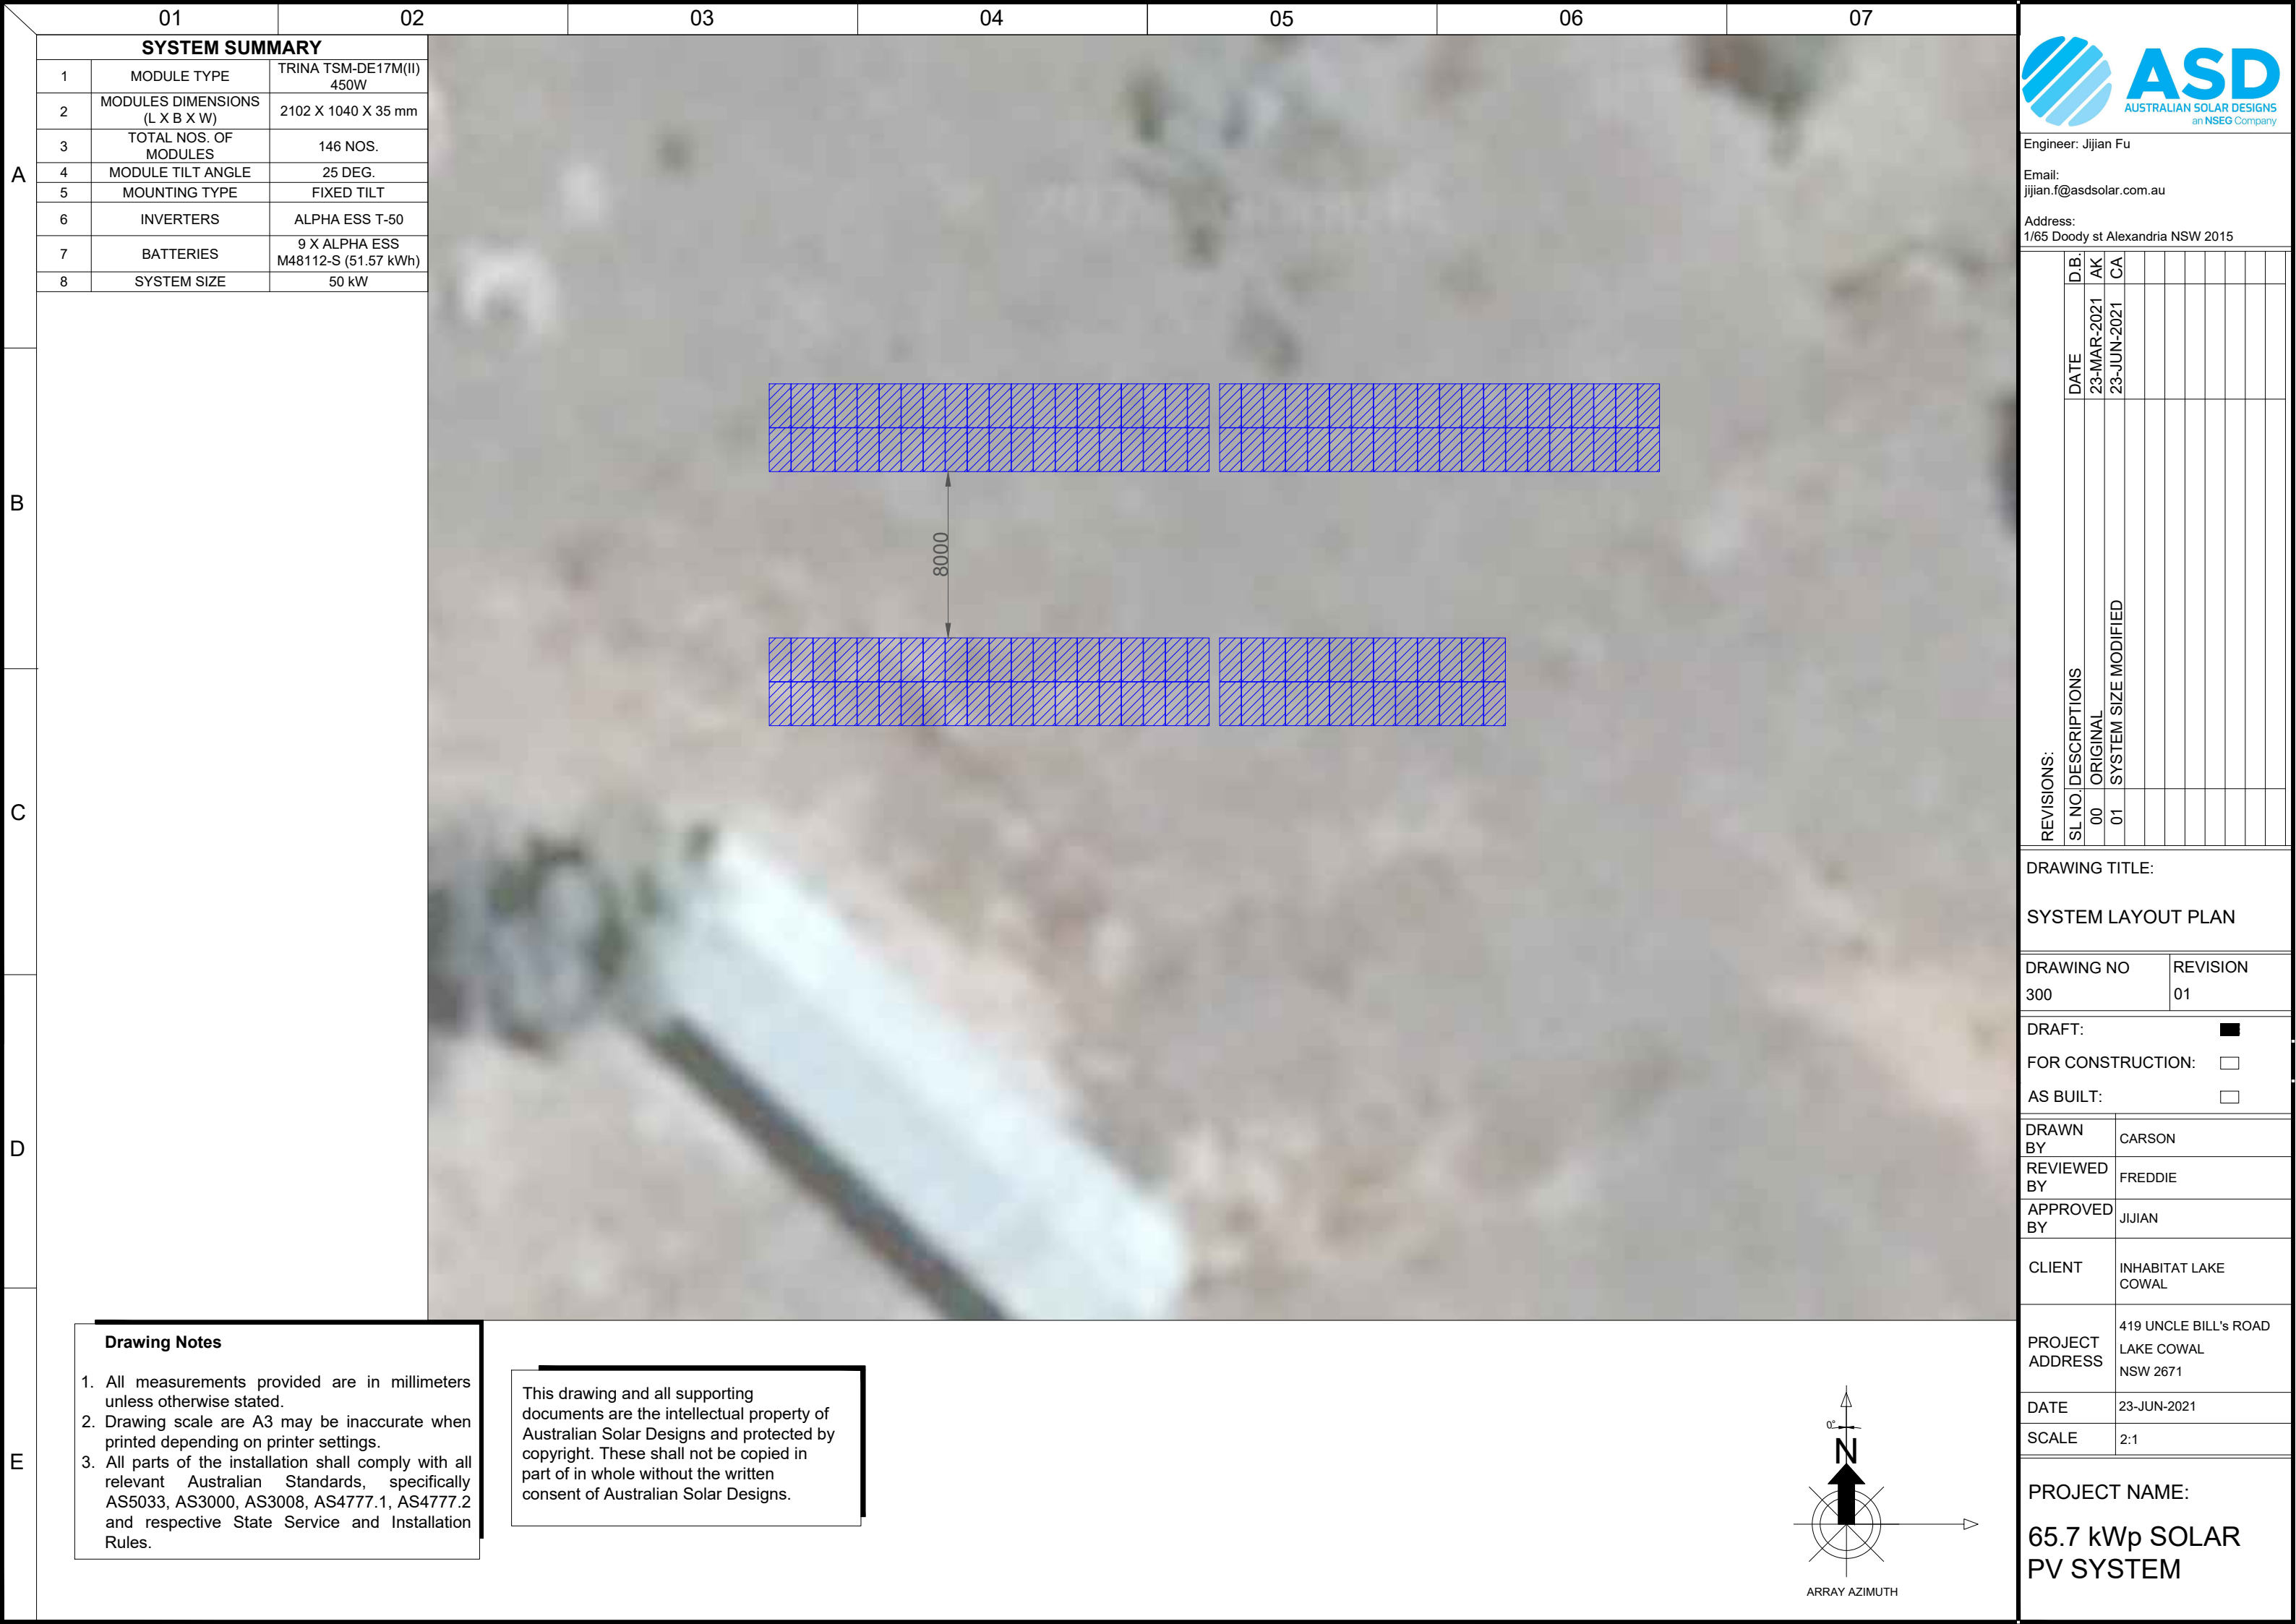 01 02 03 04 05 06 07
A
B
C
D
E
SYSTEM SUMMARY
1 MODULE TYPE TRINA TSM-DE17M(II) 450W
2 MODULES DIMENSIONS (L X B X W) 2102 X 1040 X 35 mm
3 TOTAL NOS. OF MODULES 146 NOS.
4 MODULE TILT ANGLE 25 DEG.
5 MOUNTING TYPE FIXED TILT
6 INVERTERS ALPHA ESS T-50
7 BATTERIES 9 X ALPHA ESS M48112-S (51.57 kWh)
8 SYSTEM SIZE 50 kW
8000
Drawing Notes
1. All measurements provided are in millimeters
unless otherwise stated.
2. Drawing scale are A3 may be inaccurate when
printed depending on printer settings.
3. All parts of the installation shall comply with all
relevant Australian Standards, specifically
AS5033, AS3000, AS3008, AS4777.1, AS4777.2
and respective State Service and Installation
Rules.
This drawing and all supporting
documents are the intellectual property of
Australian Solar Designs and protected by
copyright. These shall not be copied in
part of in whole without the written
consent of Australian Solar Designs.
0°
N
ARRAY AZIMUTH
ASD
AUSTRALIAN SOLAR DESIGNS
an NSEG Company
Engineer: Jijian Fu
Email:
jijian.f@asdsolar.com.au
Address:
1/65 Doody st Alexandria NSW 2015
REVISIONS:
SL NO. DESCRIPTIONS DATE D.B.
00 ORIGINAL 23-MAR-2021 AK
01 SYSTEM SIZE MODIFIED 23-JUN-2021 CA
DRAWING TITLE:
SYSTEM LAYOUT PLAN
DRAWING NO REVISION
300 01
DRAFT:
FOR CONSTRUCTION:
AS BUILT:
DRAWN BY CARSON
REVIEWED BY FREDDIE
APPROVED BY JIJIAN
CLIENT INHABITAT LAKE COWAL
PROJECT ADDRESS 419 UNCLE BILL's ROAD
LAKE COWAL
NSW 2671
DATE 23-JUN-2021
SCALE 2:1
PROJECT NAME:
65.7 kWp SOLAR
PV SYSTEM